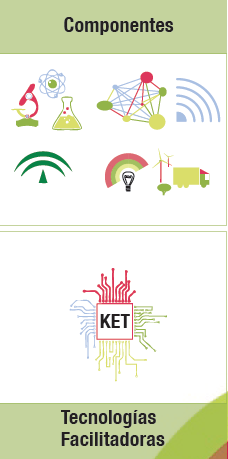 Componentes
KET
Tecnologías
Facilitadoras